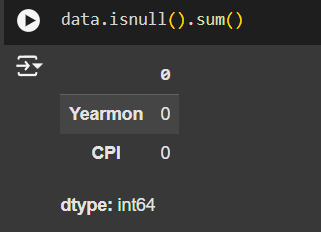 data.isnull().sum()
0
Yearmon 0
CPI 0
dtype: int64